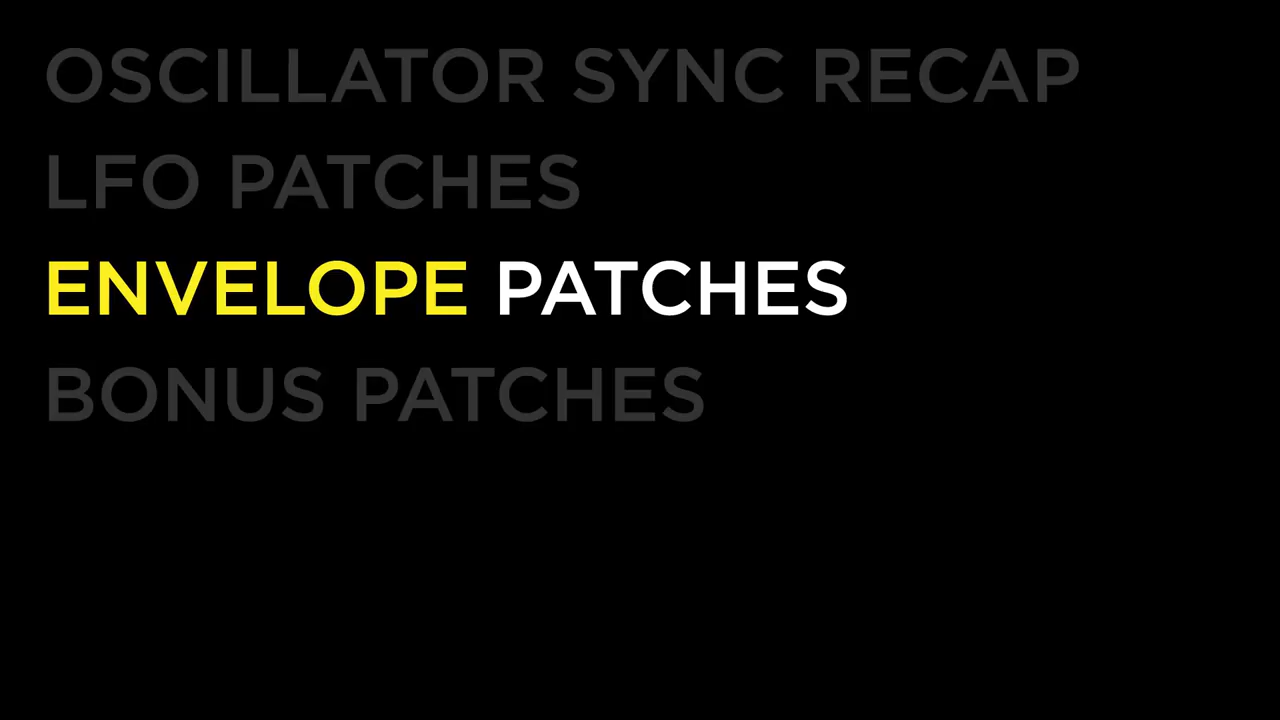 OSCILLATOR SYNC RECAP
LFO PATCHES
ENVELOPE PATCHES
BONUS PATCHES